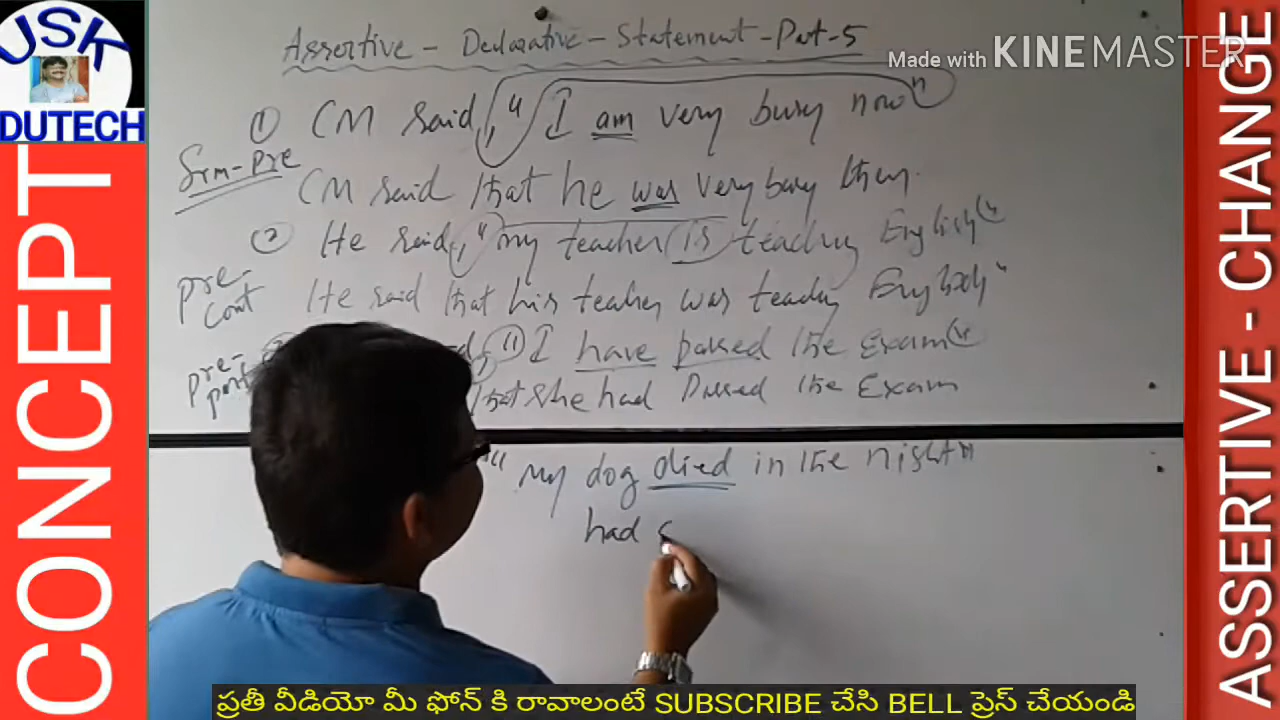 JSK
DUTECH
CONCEPT
ASSERTIVE - CHANGE
Made with KINEMASTER
Assertive - Declarative - Statement - Part - 5
① CM said, "I am very busy now"
Sim - Pre
CM said that he was very busy then.
② He said, "my teacher is teaching English"
pre - cont
He said that his teacher was teaching English"
pre -
, "I have passed the Exam"
that she had Passed the Exam
"My dog died in the night"
had
ప్రతీ వీడియో మీ ఫోన్ కి రావాలంటే SUBSCRIBE చేసి BELL ప్రెస్ చేయండి